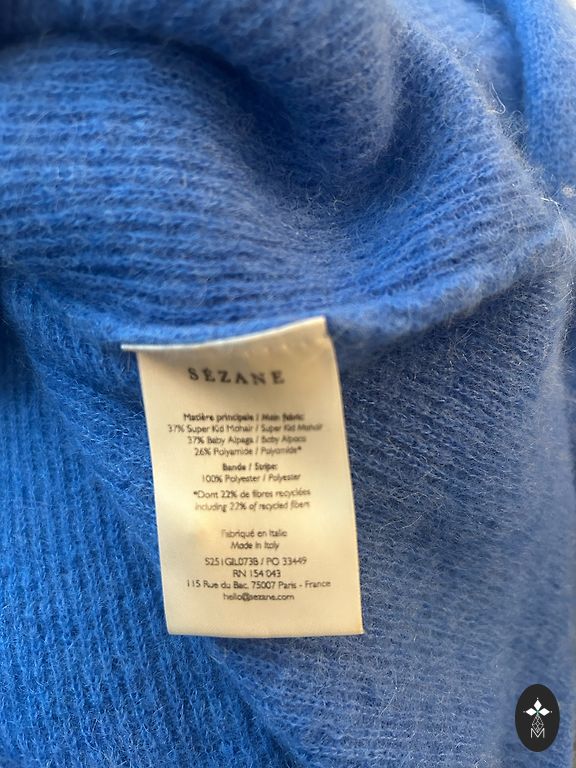 SÉZANE
Matière principale / Main fabric:
37% Super Kid Mohair / Super Kid Mohair
37% Baby Alpaga / Baby Alpaca
26% Polyamide / Polyamide*
Bande / Stripe:
100% Polyester / Polyester
*Dont 22% de fibres recyclées
Including 22% of recycled fibers
Fabriqué en Italie
Made in Italy
S251GIL073B / PO 33449
RN 154 043
115 Rue du Bac, 75007 Paris - France
hello@sezane.com
M